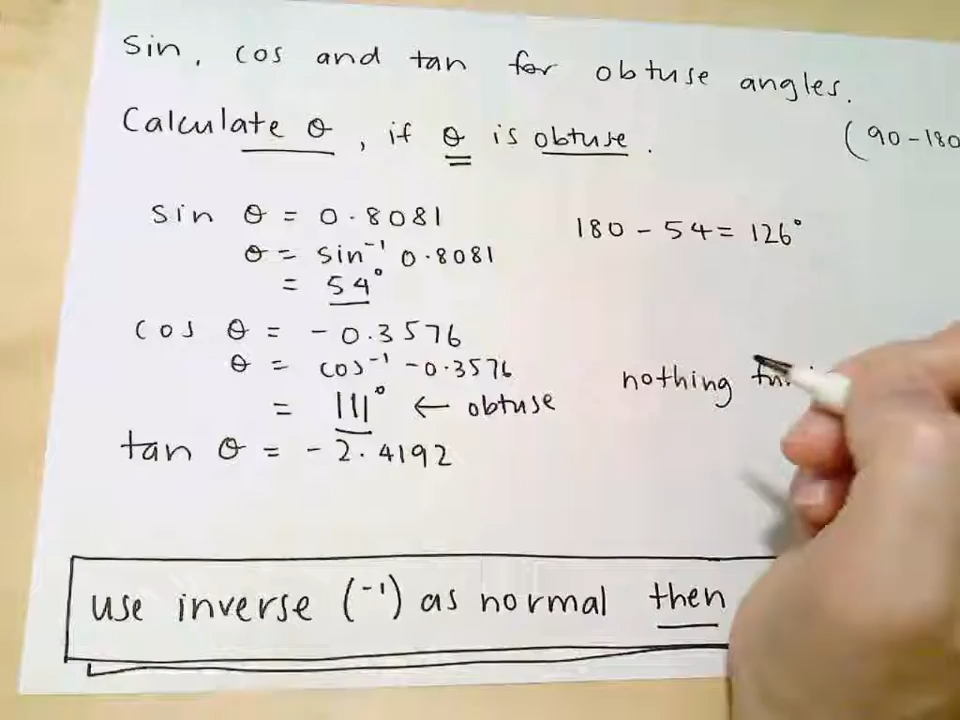 sin, cos and tan for obtuse angles.
(90-180
Calculate θ, if θ is obtuse.
sin θ = 0.8081
180 - 54 = 126°
θ = sin⁻¹ 0.8081
= 54°
cos θ = -0.3576
θ = cos⁻¹ -0.3576
nothing
= 111° ← obtuse
tan θ = -2.4192
use inverse (⁻¹) as normal then